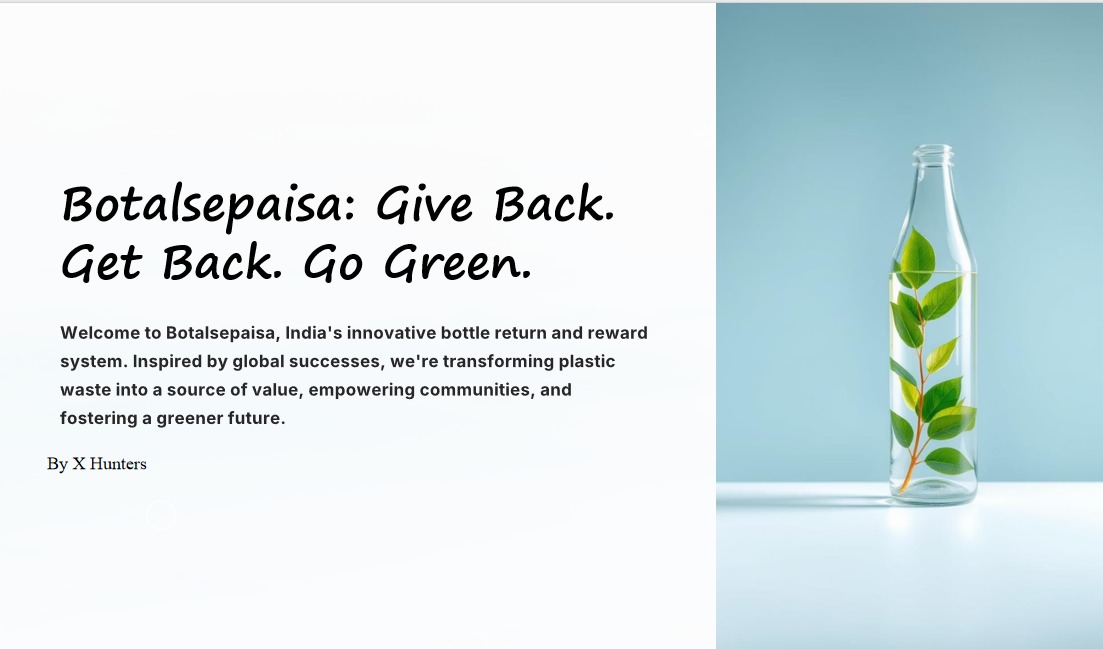 Botalsepaisa: Give Back.
Get Back. Go Green.
Welcome to Botalsepaisa, India's innovative bottle return and reward
system. Inspired by global successes, we're transforming plastic
waste into a source of value, empowering communities, and
fostering a greener future.
By X Hunters